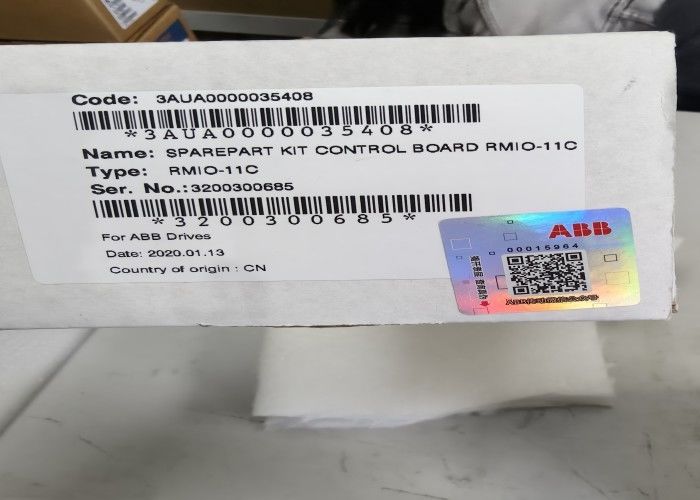 Code: 3AUA0000035408
*3AUA0000035408*
Name: SPAREPART KIT CONTROL BOARD RMIO-11C
Type: RMIO-11C
Ser. No.:3200300685
*3200300685*
For ABB Drives
Date: 2020.01.13
Country of origin : CN
ABB
00015964